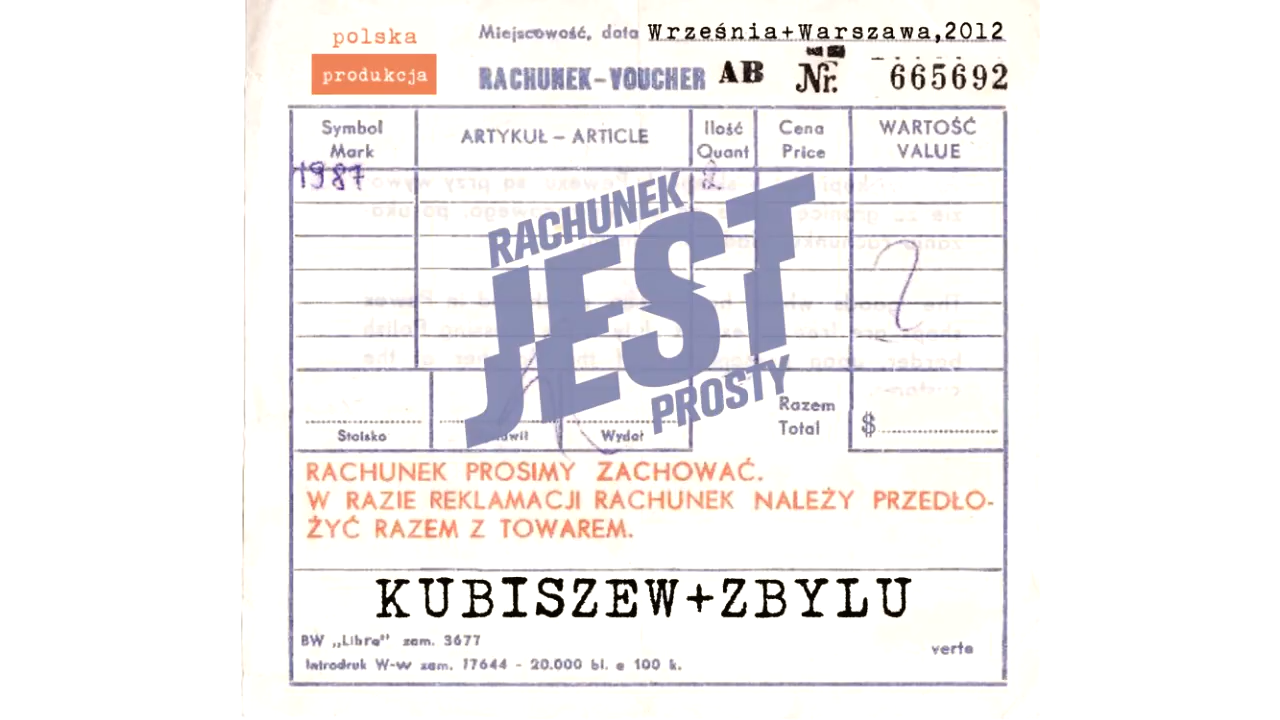 polska
produkcja
Miejscowość, data Września+Warszawa,2012
RACHUNEK-VOUCHER AB Nr. 665692
Symbol
Mark
ARTYKUŁ - ARTICLE
Ilość
Quant
Cena
Price
WARTOŚĆ
VALUE
1987
2
RACHUNEK
JEST
PROSTY
Stoisko
Wydał
Razem
Total
$
RACHUNEK PROSIMY ZACHOWAĆ.
W RAZIE REKLAMACJI RACHUNEK NALEŻY PRZEDŁO-
ŻYĆ RAZEM Z TOWAREM.
KUBISZEW+ZBYLU
BW „Libra" zam. 3677
Introdruk W-w zam. 17644 - 20.000 bl. e 100 k.
verte